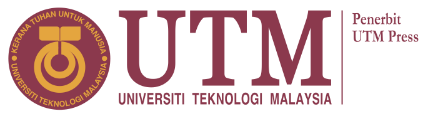 KERANA TUHAN UNTUK MANUSIA
UNIVERSITI TEKNOLOGI MALAYSIA
UTM
UNIVERSITI TEKNOLOGI MALAYSIA
Penerbit
UTM Press